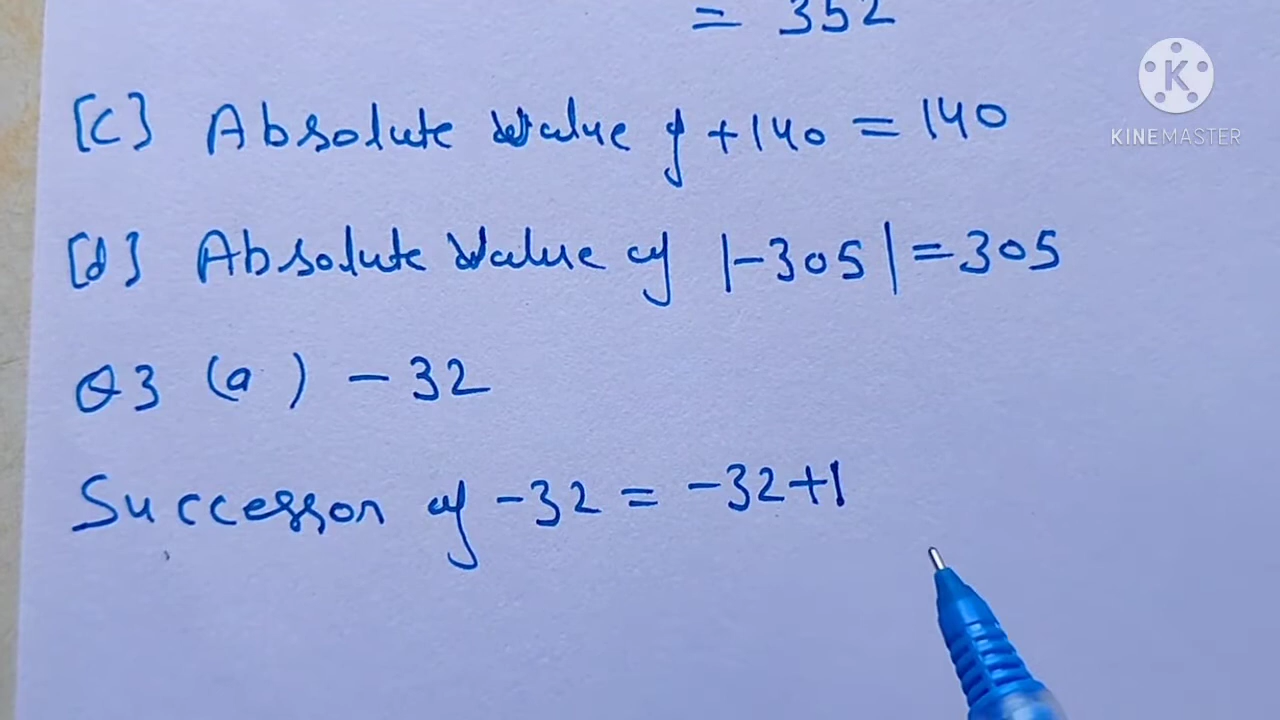 = 352
[c] Absolute value of +140 = 140
[d] Absolute value of |-305| = 305
Q3 (a) -32
Successor of -32 = -32+1
K
KINEMASTER